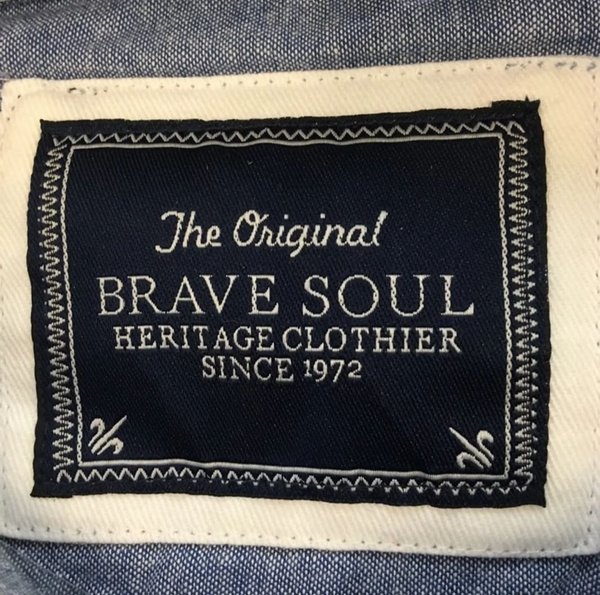 The Original
BRAVE SOUL
HERITAGE CLOTHIER
SINCE 1972